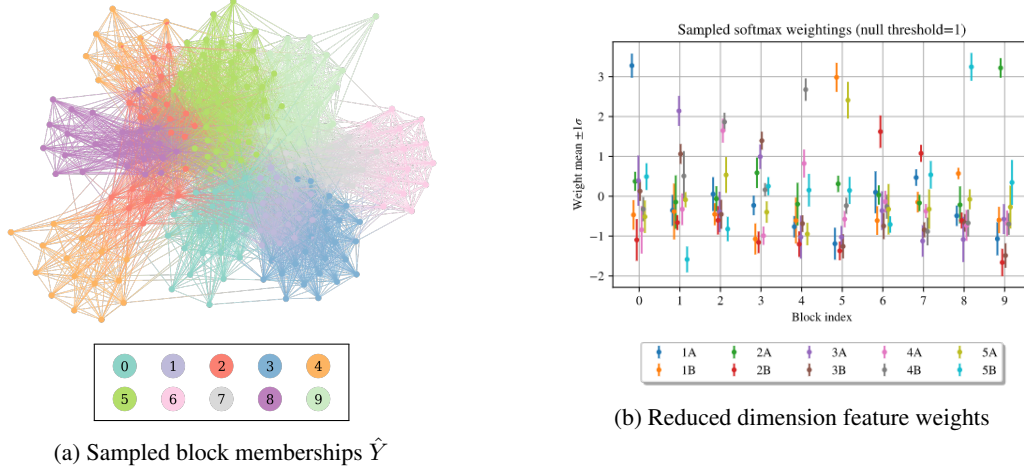 0 1 2 3 4
5 6 7 8 9
(a) Sampled block memberships Ŷ
Sampled softmax weightings (null threshold=1)
Weight mean ±1σ
3
2
1
0
−1
−2
0 1 2 3 4 5 6 7 8 9
Block index
1A 2A 3A 4A 5A
1B 2B 3B 4B 5B
(b) Reduced dimension feature weights